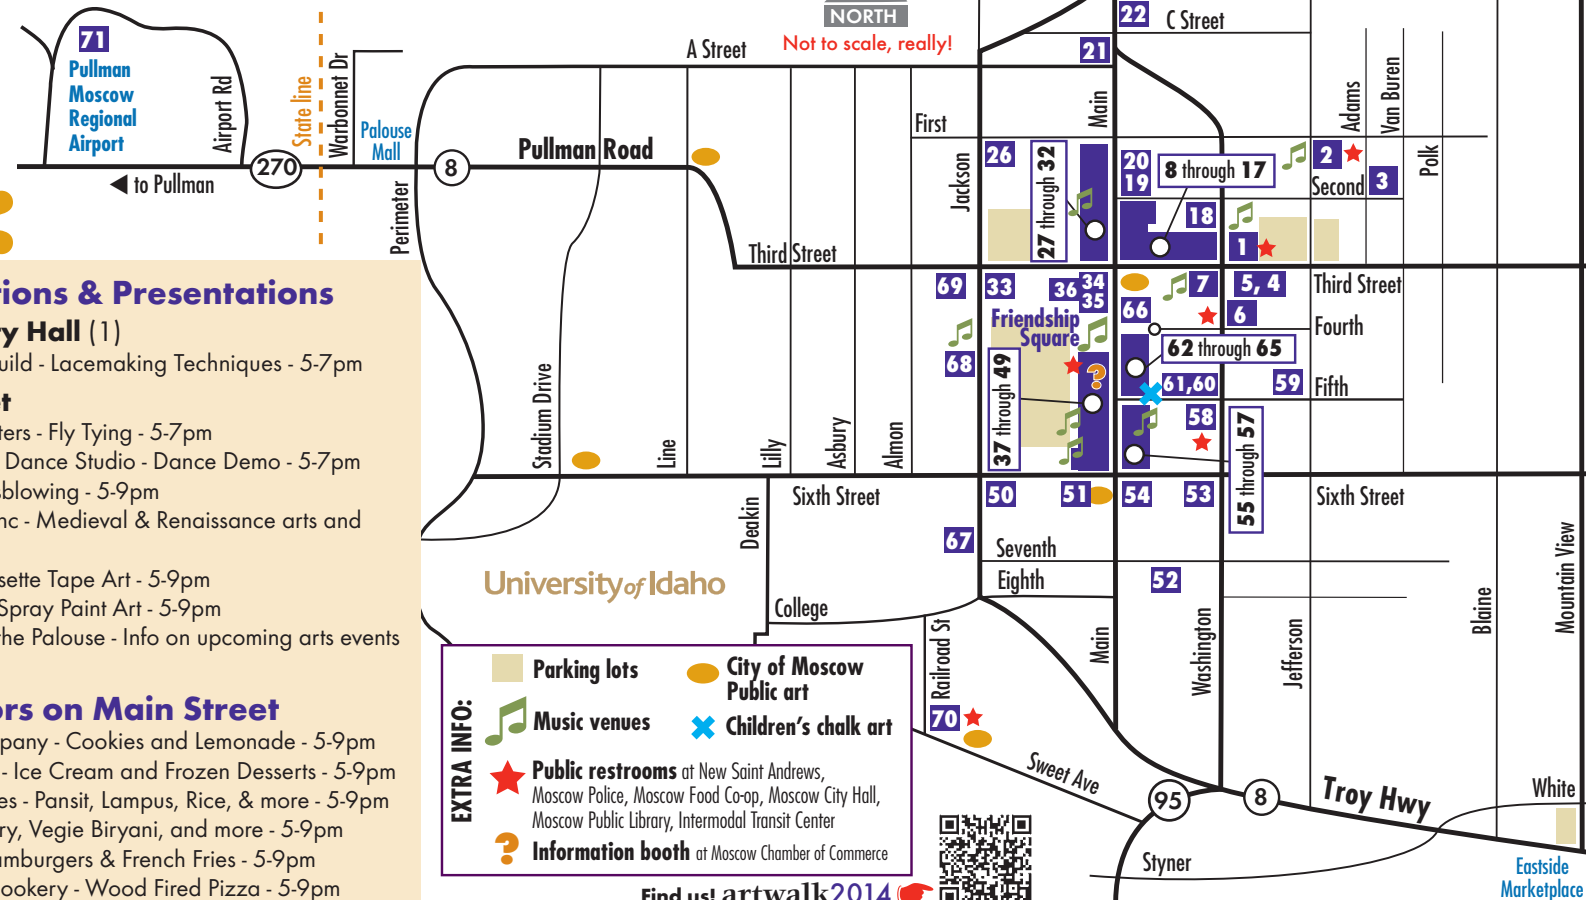 NORTH
Not to scale, really!
22
C Street
21
A Street
71
Pullman
Moscow
Regional
Airport
Airport Rd
State line
Warbonnet Dr
Palouse
Mall
270
8
Pullman Road
to Pullman
Perimeter
First
Main
Adams
Van Buren
Polk
Jackson
26
27 through 32
20
19
8 through 17
18
2
Second
3
1
Third Street
69
33
36
34
35
7
5, 4
Third Street
66
6
Fourth
Friendship
Square
62 through 65
68
37 through 49
61,60
59
Fifth
58
55 through 57
Stadium Drive
Line
Lilly
Asbury
Almon
Sixth Street
50
51
54
53
Sixth Street
Deakin
67
Seventh
Eighth
52
University of Idaho
College
Railroad St
Main
Washington
Jefferson
Blaine
Mountain View
70
Sweet Ave
95
8
Troy Hwy
White
Styner
Eastside
Marketplace
tions & Presentations
ty Hall (1)
uild - Lacemaking Techniques - 5-7pm
et
ters - Fly Tying - 5-7pm
Dance Studio - Dance Demo - 5-7pm
sblowing - 5-9pm
nc - Medieval & Renaissance arts and
sette Tape Art - 5-9pm
Spray Paint Art - 5-9pm
the Palouse - Info on upcoming arts events
ors on Main Street
pany - Cookies and Lemonade - 5-9pm
- Ice Cream and Frozen Desserts - 5-9pm
es - Pansit, Lampus, Rice, & more - 5-9pm
ry, Vegie Biryani, and more - 5-9pm
amburgers & French Fries - 5-9pm
ookery - Wood Fired Pizza - 5-9pm
EXTRA INFO:
Parking lots
City of Moscow
Public art
Music venues
Children's chalk art
Public restrooms at New Saint Andrews,
Moscow Police, Moscow Food Co-op, Moscow City Hall,
Moscow Public Library, Intermodal Transit Center
? Information booth at Moscow Chamber of Commerce
Find us! artwalk2014